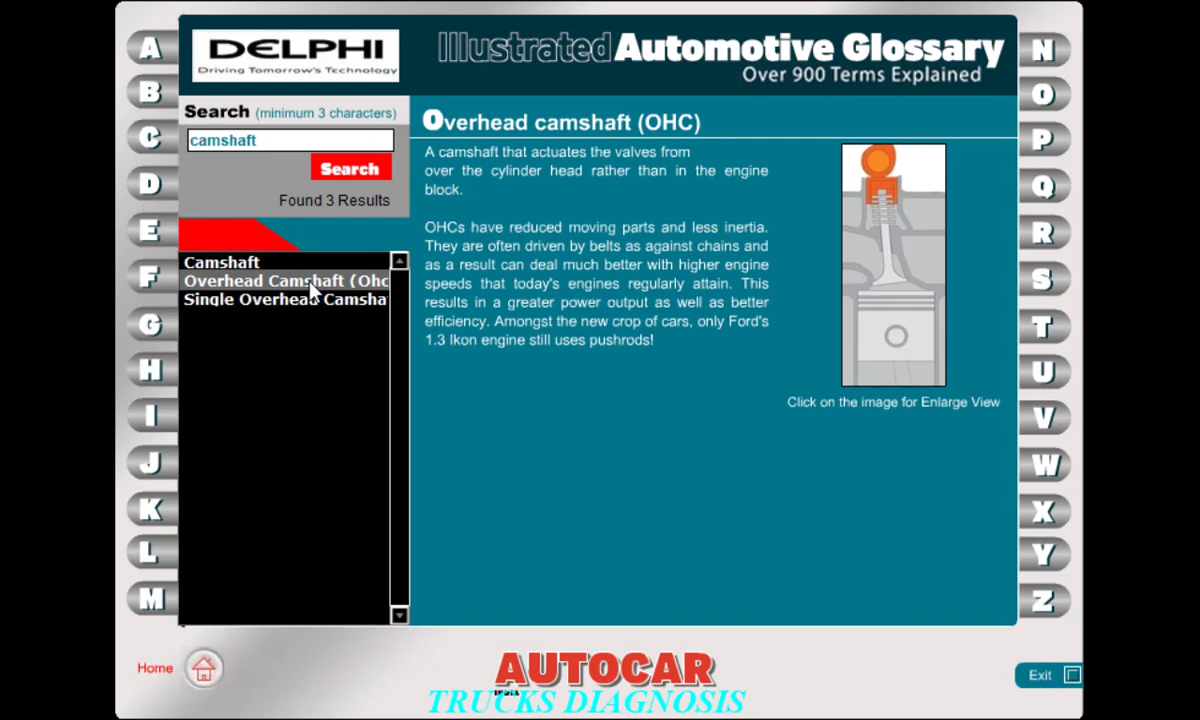 DELPHI
Driving Tomorrow's Technology
Illustrated Automotive Glossary
Over 900 Terms Explained
Search (minimum 3 characters)
camshaft
Search
Found 3 Results
Camshaft
Overhead Camshaft (Ohc
Single Overhead Camsha
Overhead camshaft (OHC)
A camshaft that actuates the valves from
over the cylinder head rather than in the engine
block.
OHCs have reduced moving parts and less inertia.
They are often driven by belts as against chains and
as a result can deal much better with higher engine
speeds that today's engines regularly attain. This
results in a greater power output as well as better
efficiency. Amongst the new crop of cars, only Ford's
1.3 Ikon engine still uses pushrods!
Click on the image for Enlarge View
A
B
C
D
E
F
G
H
I
J
K
L
M
N
O
P
Q
R
S
T
U
V
W
X
Y
Z
Home
AUTOCAR
INDIA
TRUCKS DIAGNOSIS
Exit